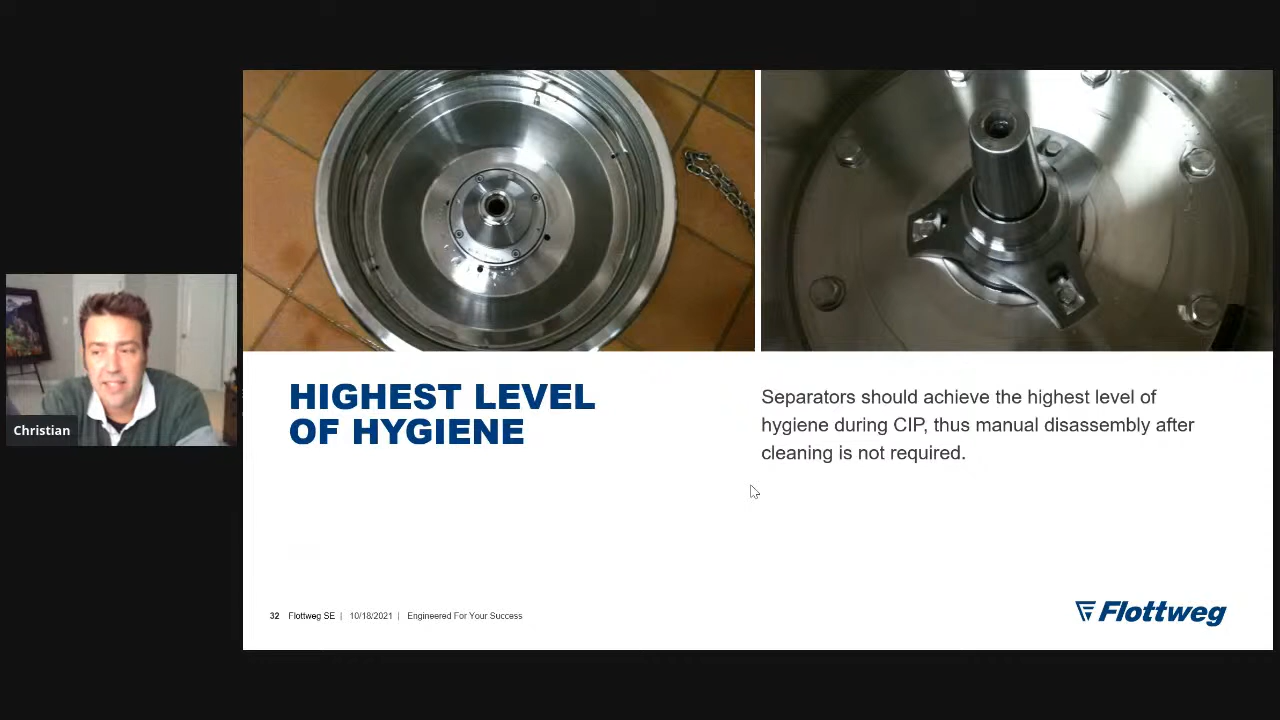 Christian
HIGHEST LEVEL
OF HYGIENE
Separators should achieve the highest level of
hygiene during CIP, thus manual disassembly after
cleaning is not required.
32 Flottweg SE | 10/18/2021 | Engineered For Your Success
Flottweg